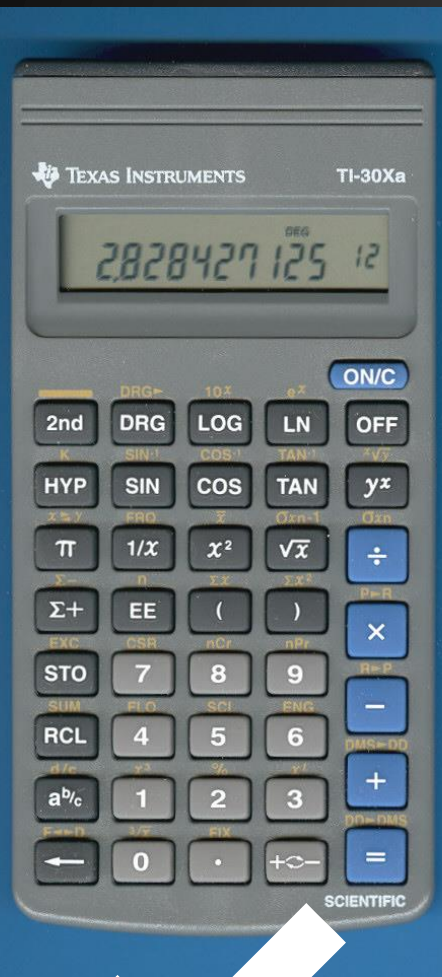 TEXAS INSTRUMENTS TI-30Xa
DEG
2,828427125 12
ON/C
DRG► 10x ex
2nd DRG LOG LN OFF
K SIN-1 COS-1 TAN-1 x√y
HYP SIN COS TAN yx
x⇆y FRQ x̄ σxn-1 σxn
π 1/x x2 √x ÷
Σ− n Σx Σx2 P►R
Σ+ EE ( ) ×
EXC CSR nCr nPr R►P
STO 7 8 9 −
SUM FLO SCI ENG DMS►DD
RCL 4 5 6 +
d/c x3 % x! DD►DMS
ab/c 1 2 3
F◄►D 3√x FIX
← 0 . +⇆− =
SCIENTIFIC